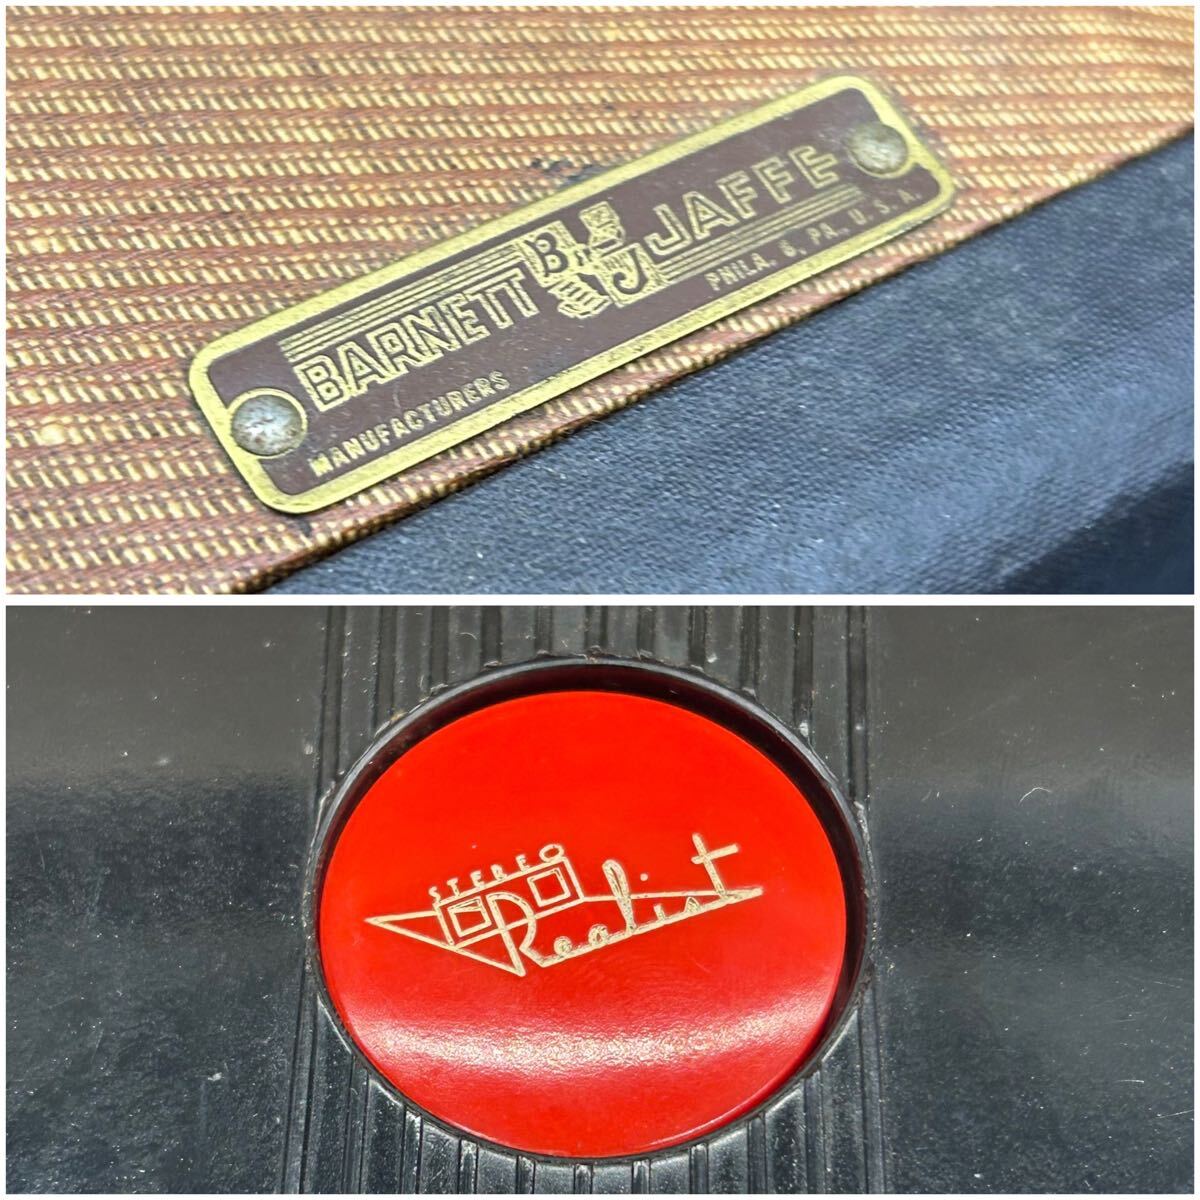 BARNETT B J JAFFE
MANUFACTURERS PHILA. 6, PA., U.S.A.
STEREO
Realist